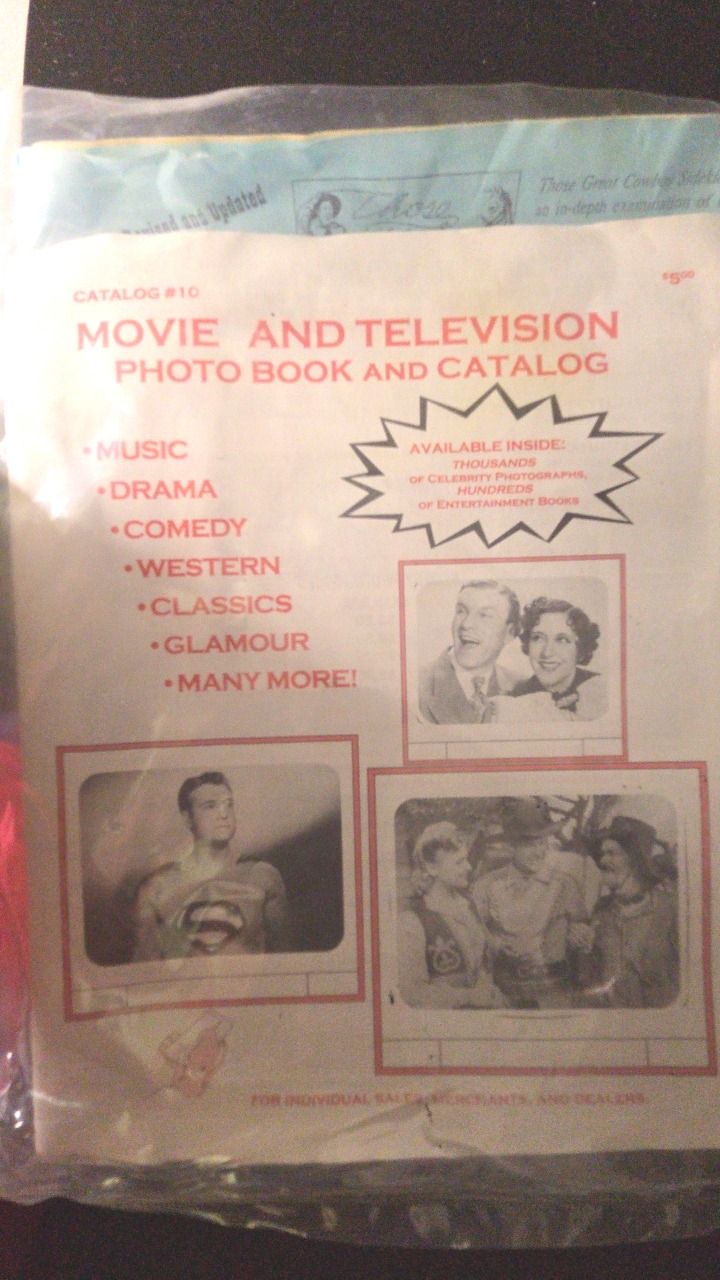 Revised and Updated
Those
Those Great Cowboy
an in-depth examination of
CATALOG #10
$5.00
MOVIE AND TELEVISION
PHOTO BOOK AND CATALOG
• MUSIC
• DRAMA
• COMEDY
• WESTERN
• CLASSICS
• GLAMOUR
• MANY MORE!
AVAILABLE INSIDE:
THOUSANDS
OF CELEBRITY PHOTOGRAPHS,
HUNDREDS
OF ENTERTAINMENT BOOKS
S
FOR INDIVIDUAL SALES, MERCHANTS, AND DEALERS.